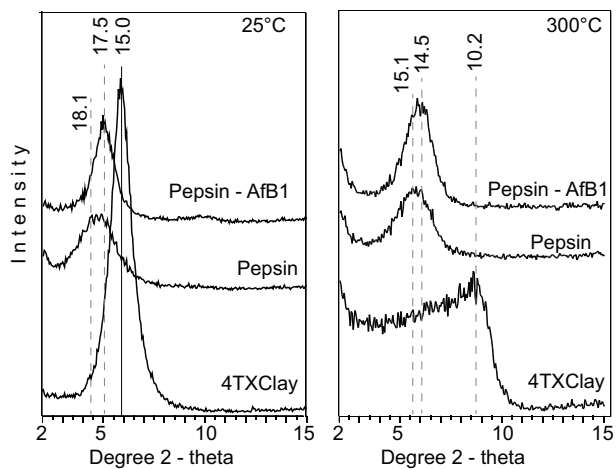 25°C
18.1
17.5
15.0
Pepsin - AfB1
Pepsin
4TXClay
Intensity
2 5 10 15
Degree 2 - theta
300°C
15.1
14.5
10.2
Pepsin - AfB1
Pepsin
4TXClay
2 5 10 15
Degree 2 - theta